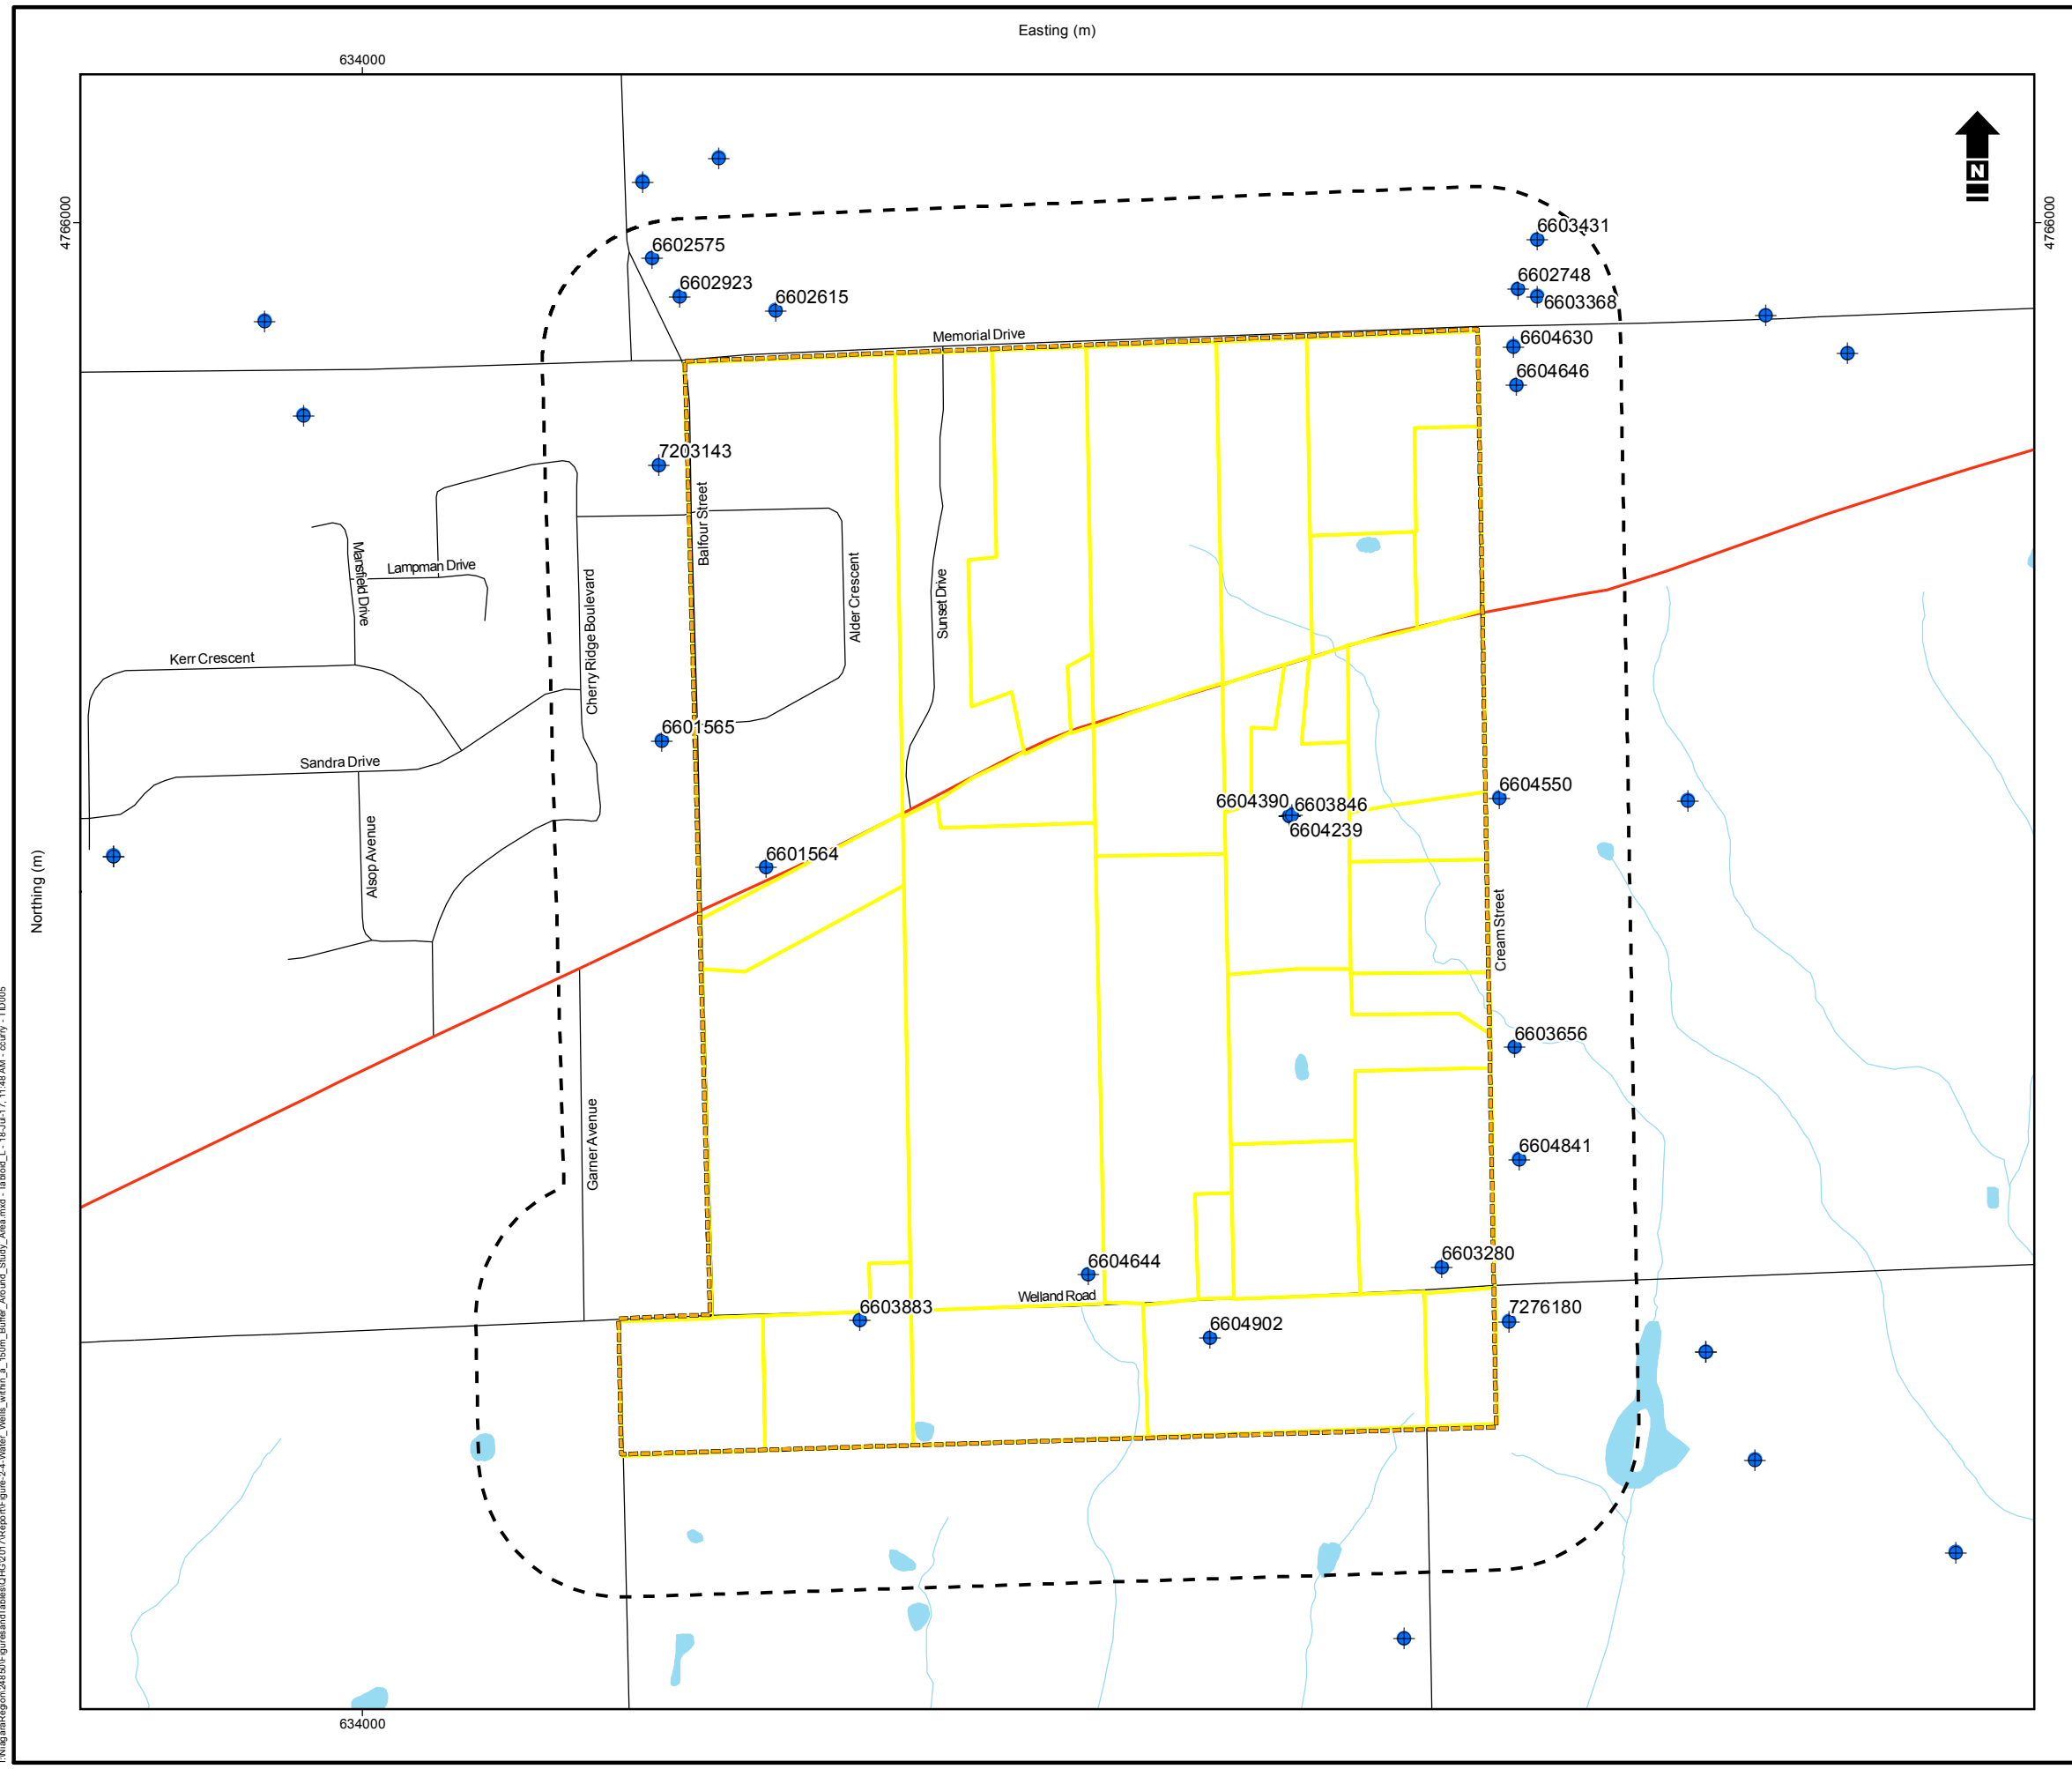 Easting (m)
634000
4766000
4766000
N
6603431
6602575
6602748
6602923
6602615
6603368
Memorial Drive
6604630
6604646
7203143
Balfour Street
Mansfield Drive
Lampman Drive
Cherry Ridge Boulevard
Alder Crescent
Sunset Drive
Kerr Crescent
6601565
Sandra Drive
6604550
6604390
6603846
6604239
Alsop Avenue
6601564
Northing (m)
Cream Street
6603656
Garner Avenue
6604841
6604644
6603280
Welland Road
6603883
7276180
6604902
634000